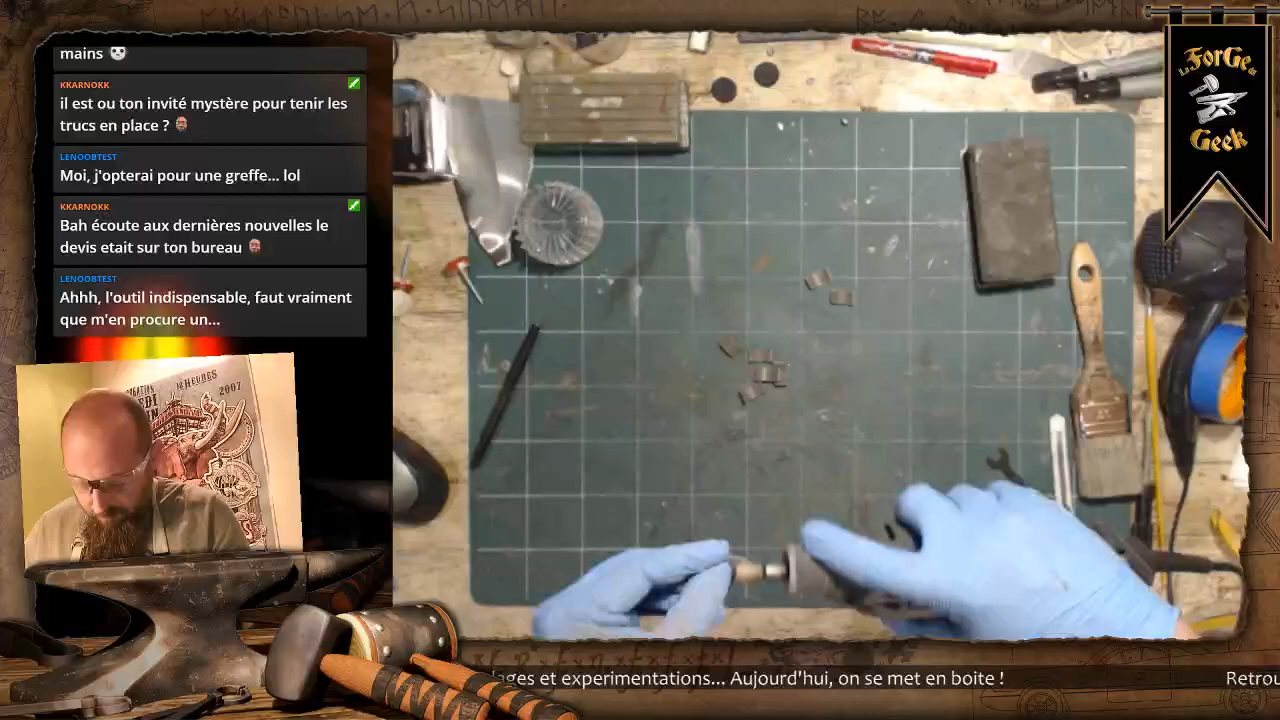 mains
KKARNOKK
il est ou ton invité mystère pour tenir les
trucs en place ?
LENOOBTEST
Moi, j'opterai pour une greffe... lol
KKARNOKK
Bah écoute aux dernières nouvelles le
devis etait sur ton bureau
LENOOBTEST
Ahhh, l'outil indispensable, faut vraiment
que m'en procure un...
ForGe
Geek
HEURES
2007
ages et experimentations... Aujourd'hui, on se met en boite !
Retrou